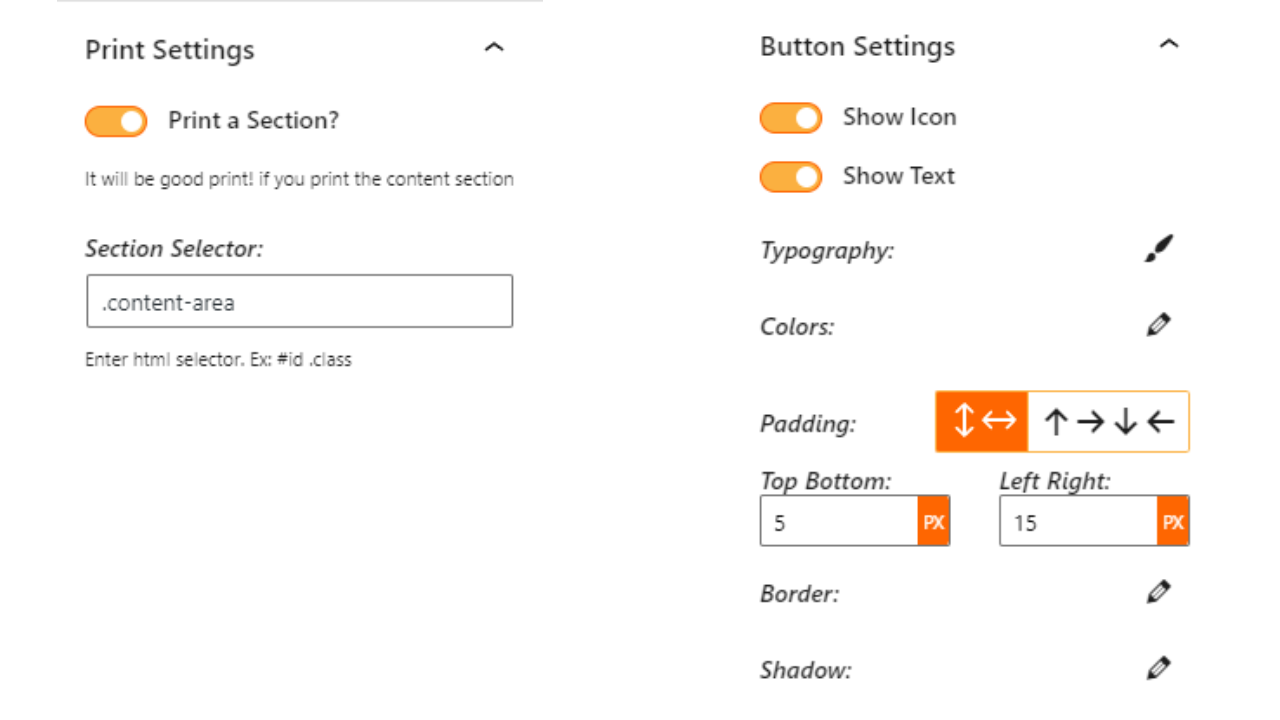 Print Settings
Print a Section?
It will be good print! if you print the content section
Section Selector:
.content-area
Enter html selector. Ex: #id .class
Button Settings
Show Icon
Show Text
Typography:
Colors:
Padding:
Top Bottom: Left Right:
5 PX 15 PX
Border:
Shadow: